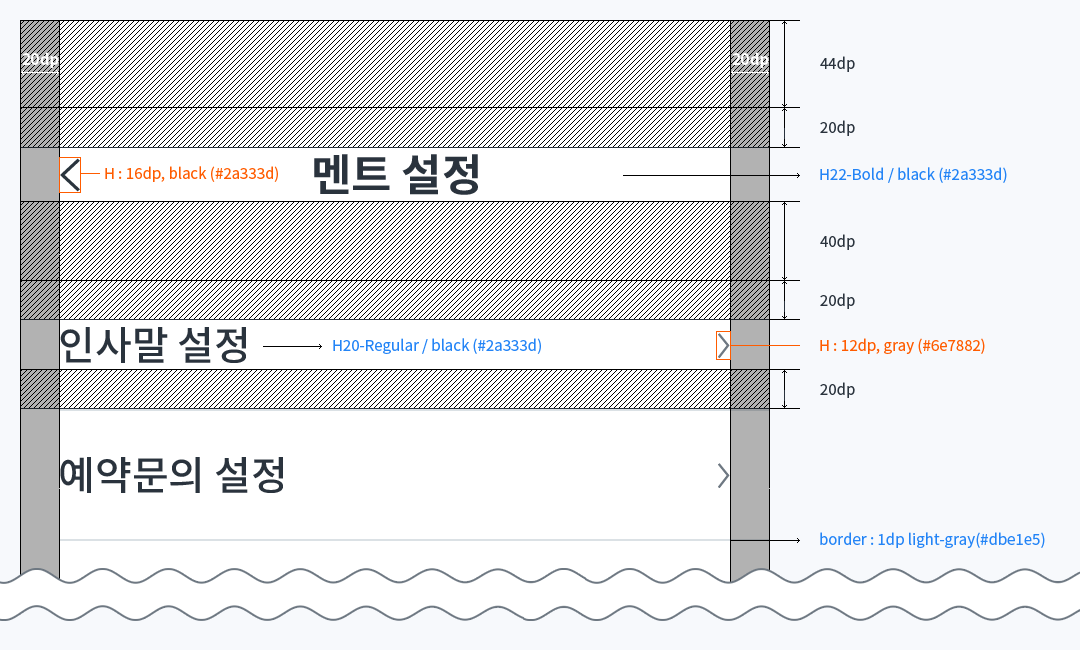 20dp
20dp
44dp
20dp
H : 16dp, black (#2a333d)
멘트 설정
H22-Bold / black (#2a333d)
40dp
20dp
인사말 설정
H20-Regular / black (#2a333d)
H : 12dp, gray (#6e7882)
20dp
예약문의 설정
border : 1dp light-gray(#dbe1e5)